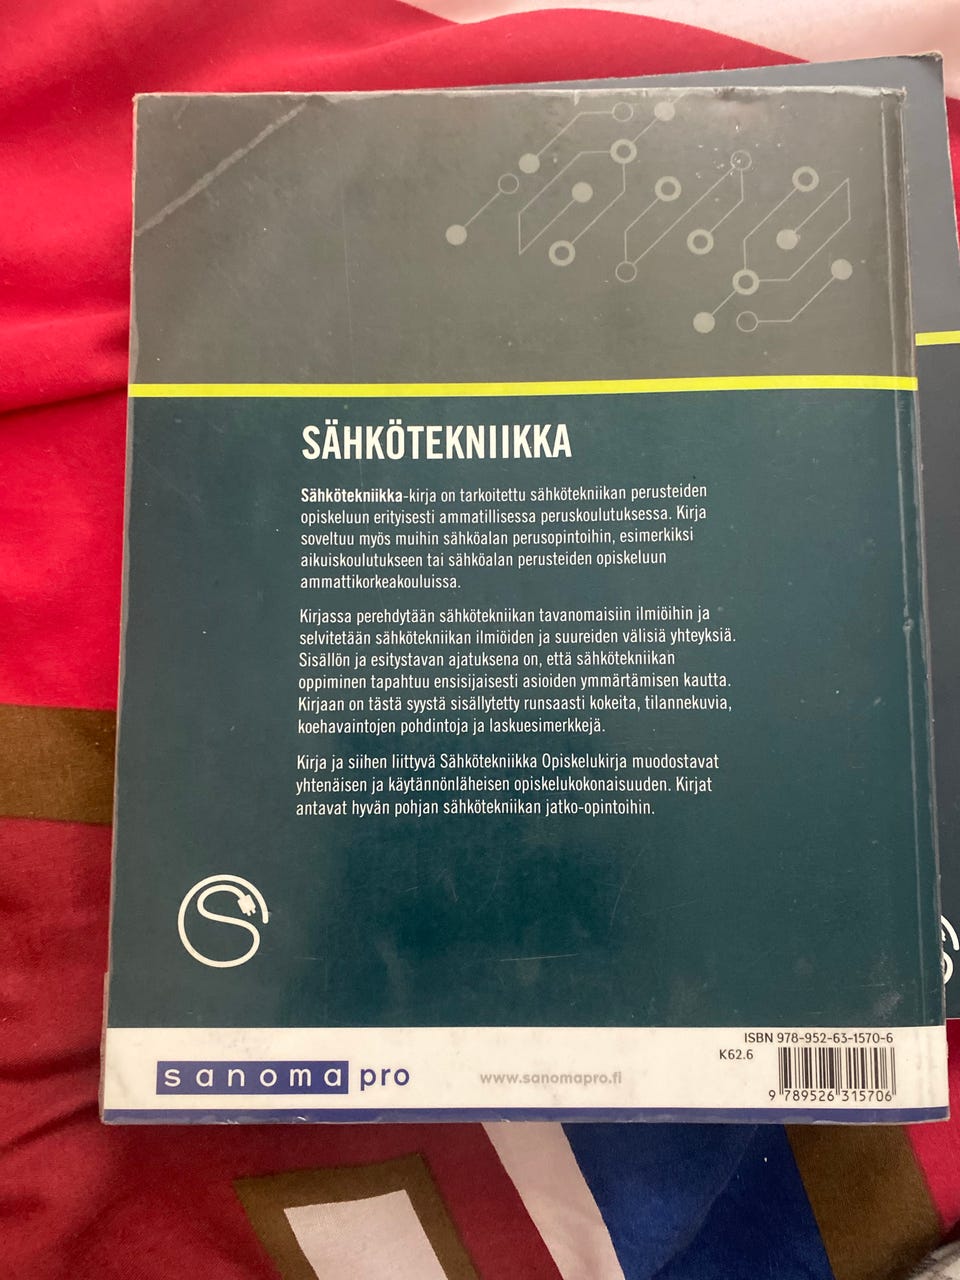 SÄHKÖTEKNIIKKA
Sähkötekniikka-kirja on tarkoitettu sähkötekniikan perusteiden
opiskeluun erityisesti ammatillisessa peruskoulutuksessa. Kirja
soveltuu myös muihin sähköalan perusopintoihin, esimerkiksi
aikuiskoulutukseen tai sähköalan perusteiden opiskeluun
ammattikorkeakouluissa.
Kirjassa perehdytään sähkötekniikan tavanomaisiin ilmiöihin ja
selvitetään sähkötekniikan ilmiöiden ja suureiden välisiä yhteyksiä.
Sisällön ja esitystavan ajatuksena on, että sähkötekniikan
oppiminen tapahtuu ensisijaisesti asioiden ymmärtämisen kautta.
Kirjaan on tästä syystä sisällytetty runsaasti kokeita, tilannekuvia,
koehavaintojen pohdintoja ja laskuesimerkkejä.
Kirja ja siihen liittyvä Sähkötekniikka Opiskelukirja muodostavat
yhtenäisen ja käytännönläheisen opiskelukokonaisuuden. Kirjat
antavat hyvän pohjan sähkötekniikan jatko-opintoihin.
ISBN 978-952-63-1570-6
K62.6
sanoma pro
www.sanomapro.fi
9 789526 315706